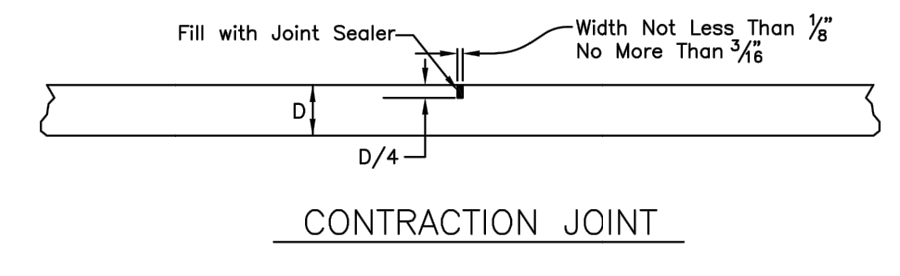 Fill with Joint Sealer
Width Not Less Than 1/8"
No More Than 3/16"
D
D/4
CONTRACTION JOINT